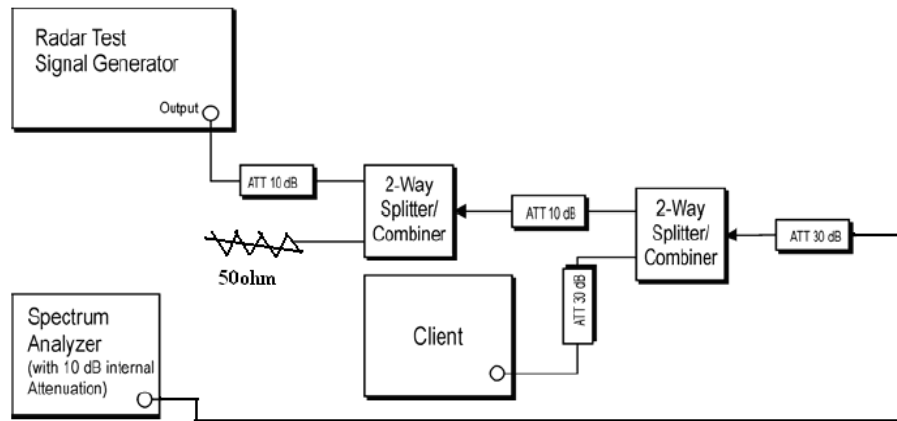 Radar Test
Signal Generator
Output
ATT 10 dB
2-Way
Splitter/
Combiner
ATT 10 dB
2-Way
Splitter/
Combiner
ATT 30 dB
50ohm
ATT 30 dB
Spectrum
Analyzer
(with 10 dB internal
Attenuation)
Client